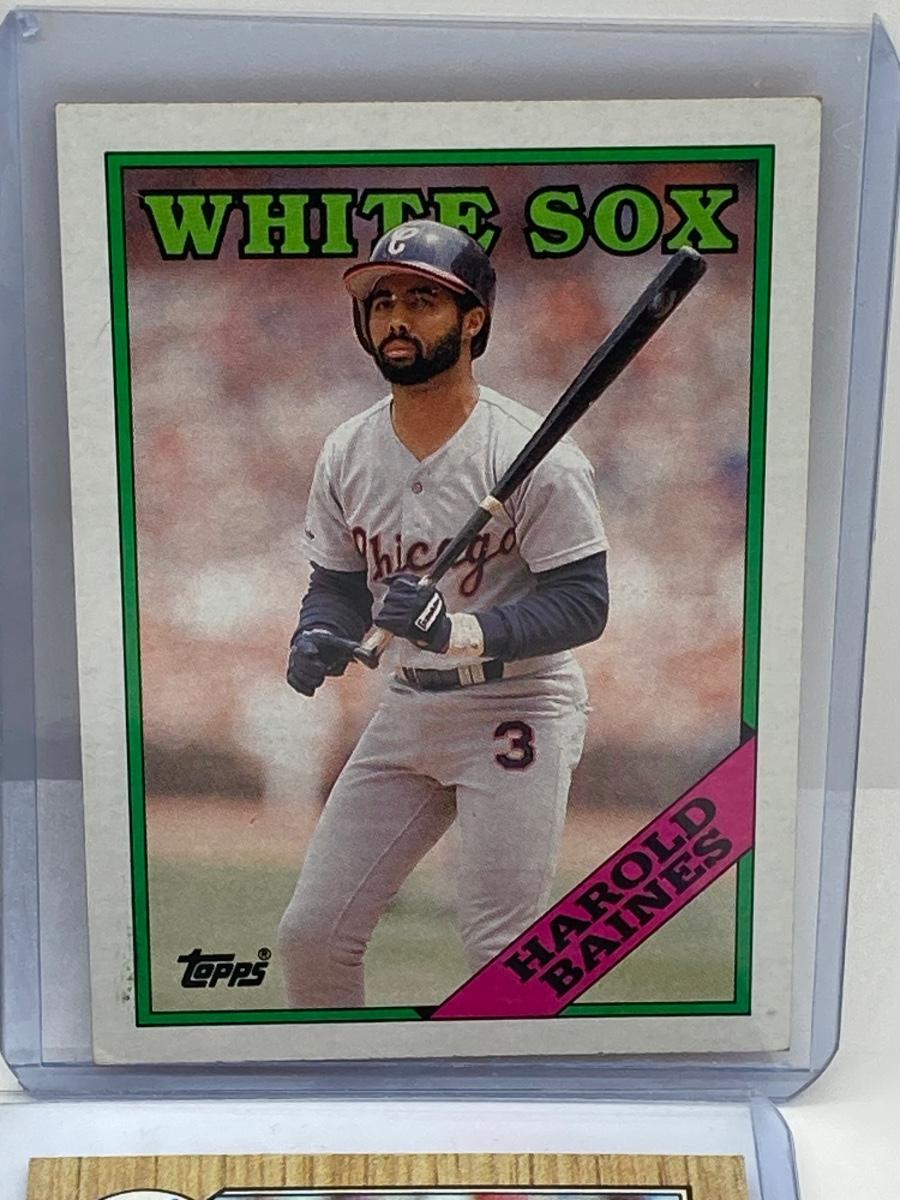 WHITE SOX
C
Chicago
3
HAROLD
BAINES
topps®